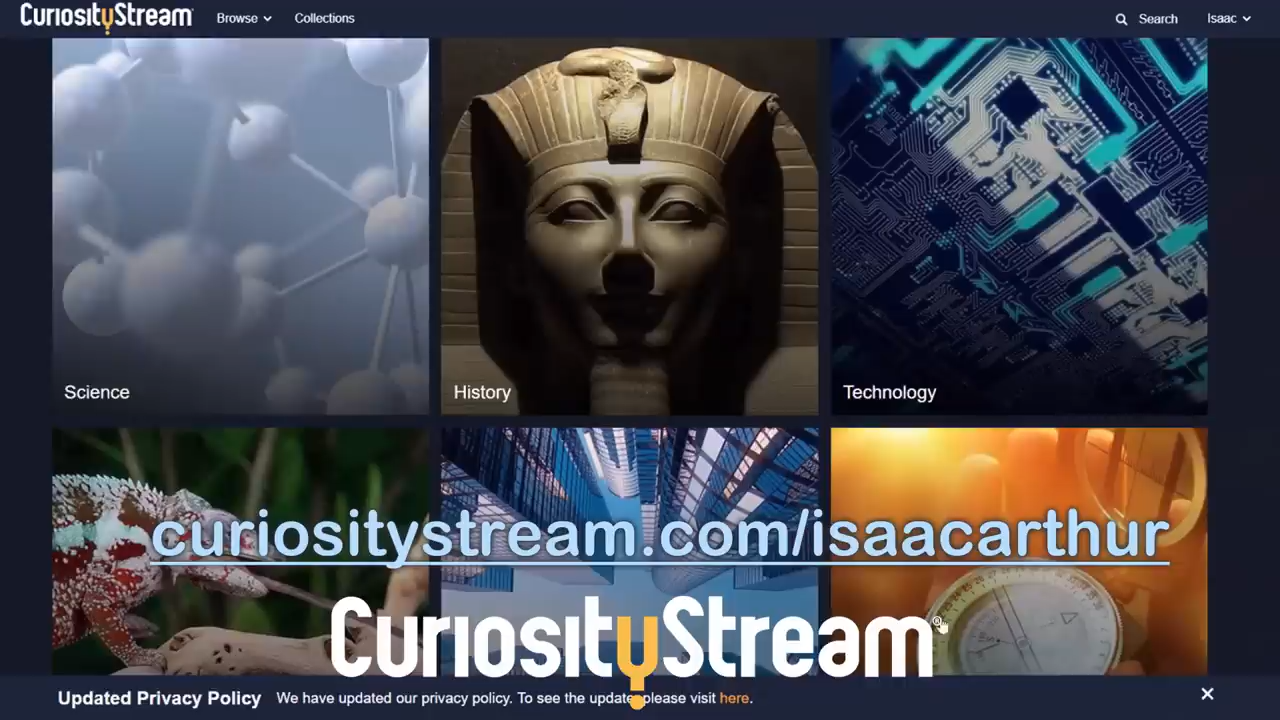 CuriosityStream Browse Collections Search Isaac
Science History Technology
curiositystream.com/isaacarthur
CuriosityStream
Updated Privacy Policy We have updated our privacy policy. To see the update please visit here.